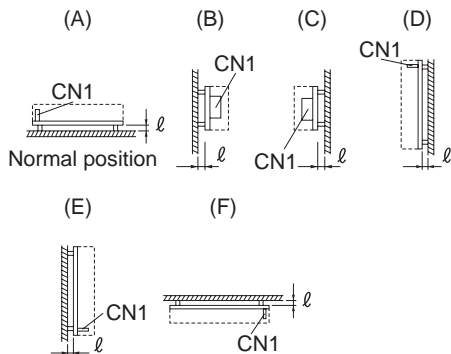 (A)
CN1
ℓ
Normal position
(B)
CN1
ℓ
(C)
CN1
ℓ
(D)
CN1
ℓ
(E)
CN1
ℓ
(F)
CN1
ℓ